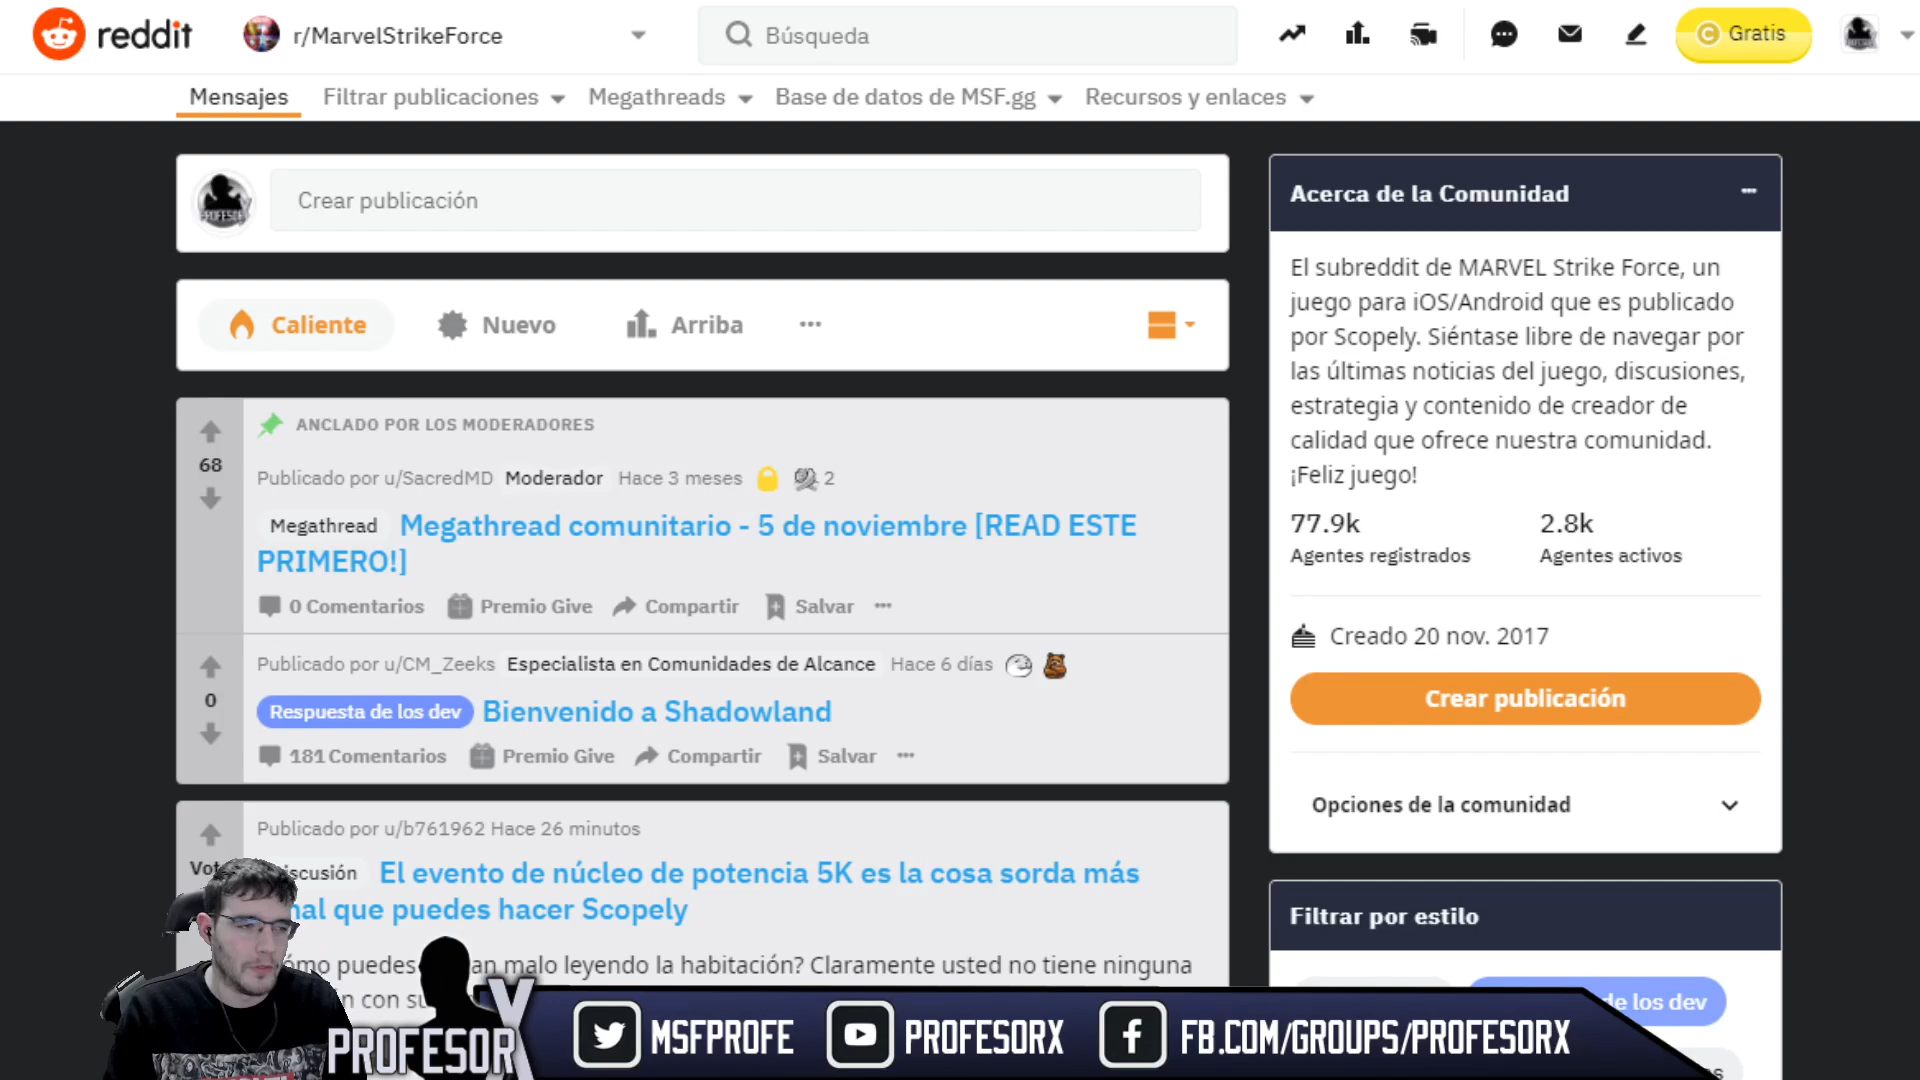 reddit
r/MarvelStrikeForce
Búsqueda
Gratis
Mensajes
Filtrar publicaciones
Megathreads
Base de datos de MSF.gg
Recursos y enlaces
Crear publicación
Caliente
Nuevo
Arriba
ANCLADO POR LOS MODERADORES
68
Publicado por u/SacredMD Moderador Hace 3 meses 2
Megathread Megathread comunitario - 5 de noviembre [READ ESTE
PRIMERO!]
0 Comentarios Premio Give Compartir Salvar
Publicado por u/CM_Zeeks Especialista en Comunidades de Alcance Hace 6 días
0
Respuesta de los dev Bienvenido a Shadowland
181 Comentarios Premio Give Compartir Salvar
Publicado por u/b761962 Hace 26 minutos
El evento de núcleo de potencia 5K es la cosa sorda más
que puedes hacer Scopely
puedes malo leyendo la habitación? Claramente usted no tiene ninguna
con
Acerca de la Comunidad
El subreddit de MARVEL Strike Force, un
juego para iOS/Android que es publicado
por Scopely. Siéntase libre de navegar por
las últimas noticias del juego, discusiones,
estrategia y contenido de creador de
calidad que ofrece nuestra comunidad.
¡Feliz juego!
77.9k 2.8k
Agentes registrados Agentes activos
Creado 20 nov. 2017
Crear publicación
Opciones de la comunidad
Filtrar por estilo
de los dev
PROFESORX
MSFPROFE
PROFESORX
FB.COM/GROUPS/PROFESORX